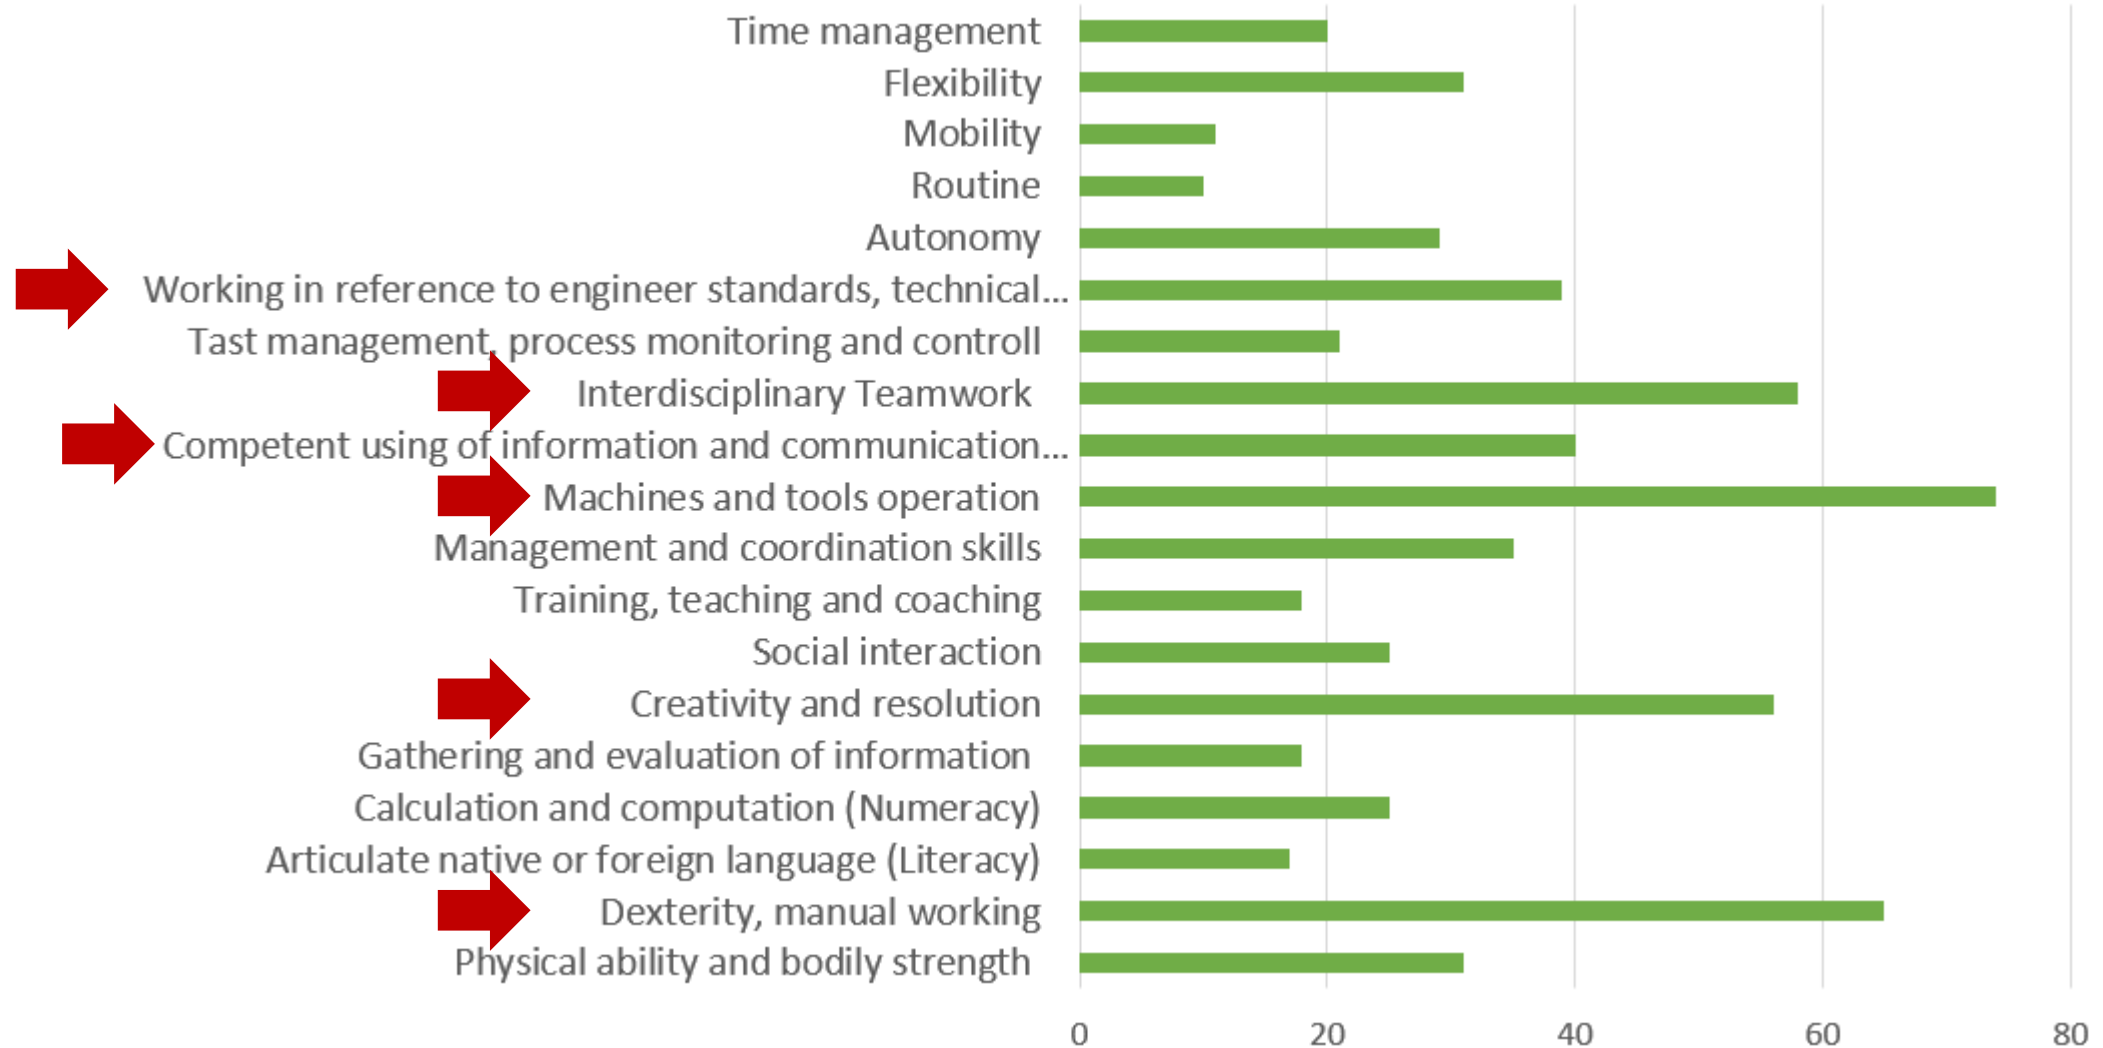 Time management
Flexibility
Mobility
Routine
Autonomy
Working in reference to engineer standards, technical...
Tast management, process monitoring and controll
Interdisciplinary Teamwork
Competent using of information and communication...
Machines and tools operation
Management and coordination skills
Training, teaching and coaching
Social interaction
Creativity and resolution
Gathering and evaluation of information
Calculation and computation (Numeracy)
Articulate native or foreign language (Literacy)
Dexterity, manual working
Physical ability and bodily strength
0 20 40 60 80